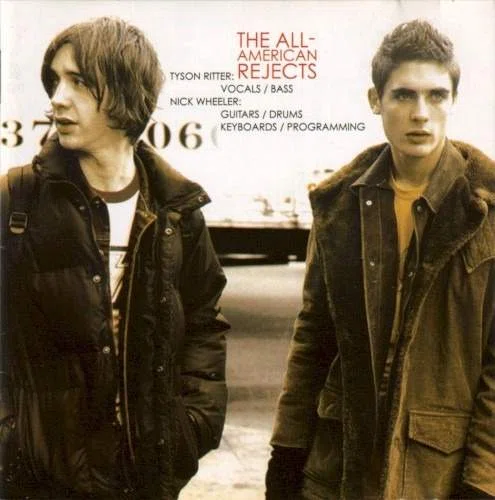 THE ALL-
AMERICAN
REJECTS
TYSON RITTER:
VOCALS / BASS
NICK WHEELER:
GUITARS / DRUMS
KEYBOARDS / PROGRAMMING
37 06